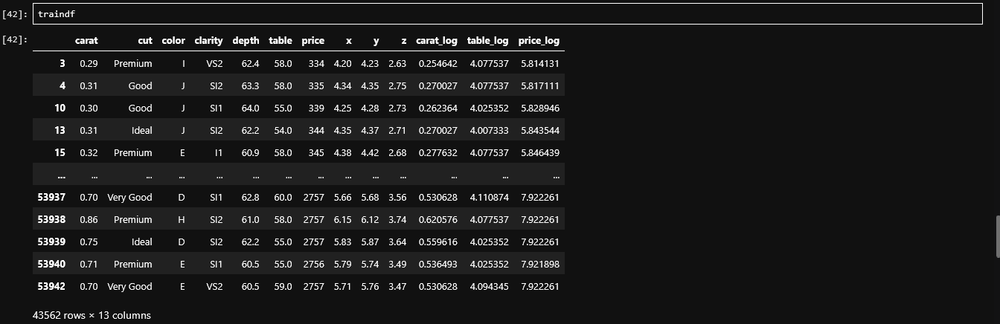 [42]: traindf
[42]:
carat cut color clarity depth table price x y z carat_log table_log price_log
3 0.29 Premium I VS2 62.4 58.0 334 4.20 4.23 2.63 0.254642 4.077537 5.814131
4 0.31 Good J SI2 63.3 58.0 335 4.34 4.35 2.75 0.270027 4.077537 5.817111
10 0.30 Good J SI1 64.0 55.0 339 4.25 4.28 2.73 0.262364 4.025352 5.828946
13 0.31 Ideal J SI2 62.2 54.0 344 4.35 4.37 2.71 0.270027 4.007333 5.843544
15 0.32 Premium E I1 60.9 58.0 345 4.38 4.42 2.68 0.277632 4.077537 5.846439
... ... ... ... ... ... ... ... ... ... ... ... ... ...
53937 0.70 Very Good D SI1 62.8 60.0 2757 5.66 5.68 3.56 0.530628 4.110874 7.922261
53938 0.86 Premium H SI2 61.0 58.0 2757 6.15 6.12 3.74 0.620576 4.077537 7.922261
53939 0.75 Ideal D SI2 62.2 55.0 2757 5.83 5.87 3.64 0.559616 4.025352 7.922261
53940 0.71 Premium E SI1 60.5 55.0 2756 5.79 5.74 3.49 0.536493 4.025352 7.921898
53942 0.70 Very Good E VS2 60.5 59.0 2757 5.71 5.76 3.47 0.530628 4.094345 7.922261
43562 rows × 13 columns